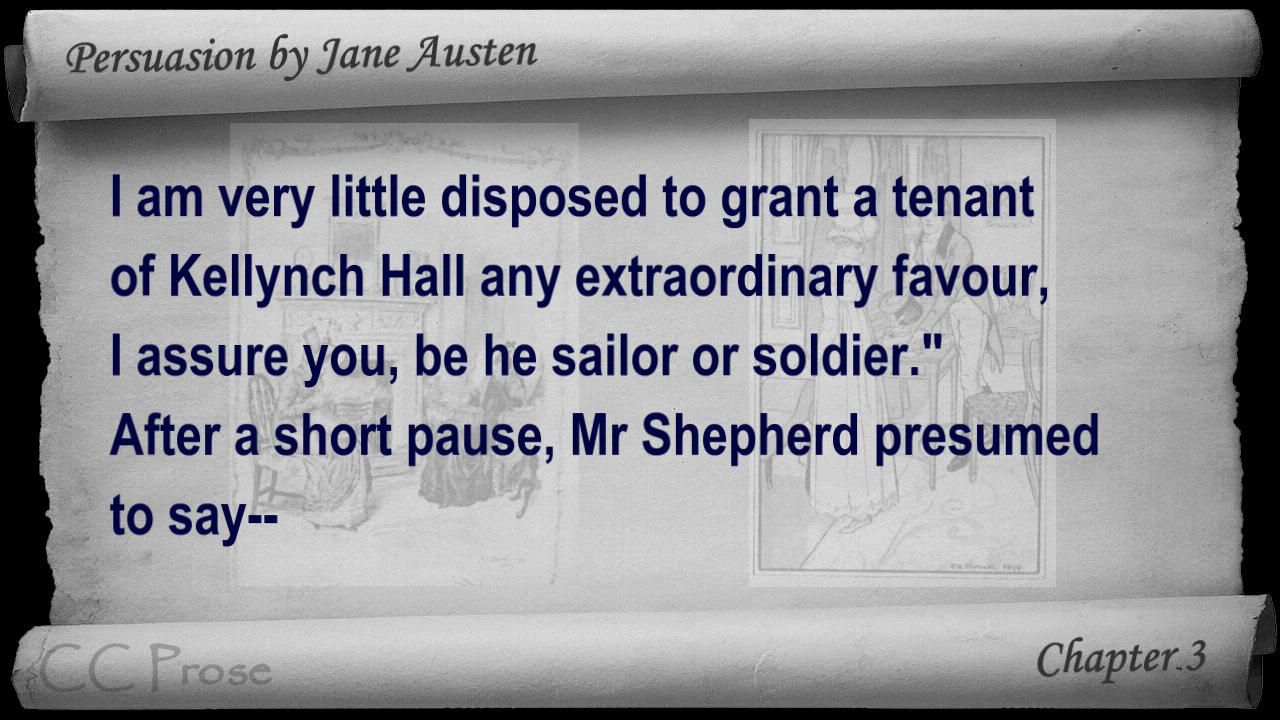 Persuasion by Jane Austen
I am very little disposed to grant a tenant
of Kellynch Hall any extraordinary favour,
I assure you, be he sailor or soldier."
After a short pause, Mr Shepherd presumed
to say--
CC Prose
Chapter.3